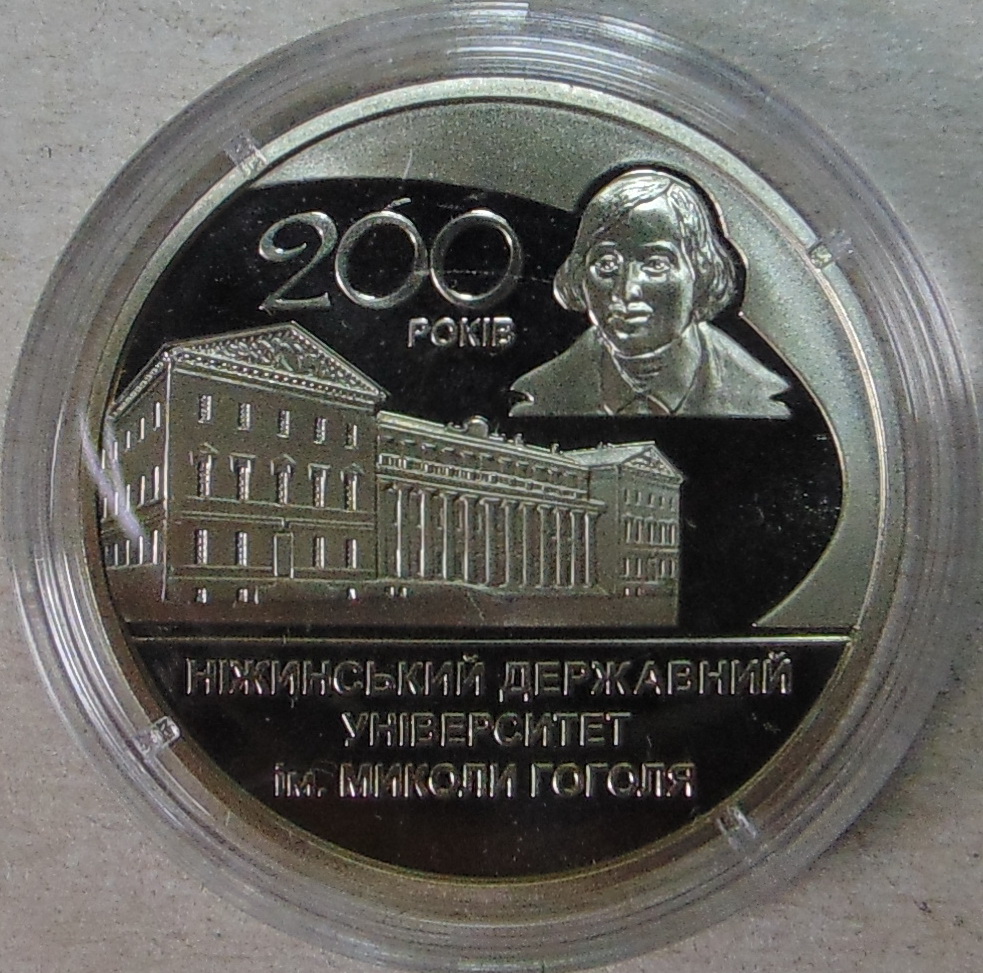 200
РОКІВ
НІЖИНСЬКИЙ ДЕРЖАВНИЙ
УНІВЕРСИТЕТ
ім. МИКОЛИ ГОГОЛЯ